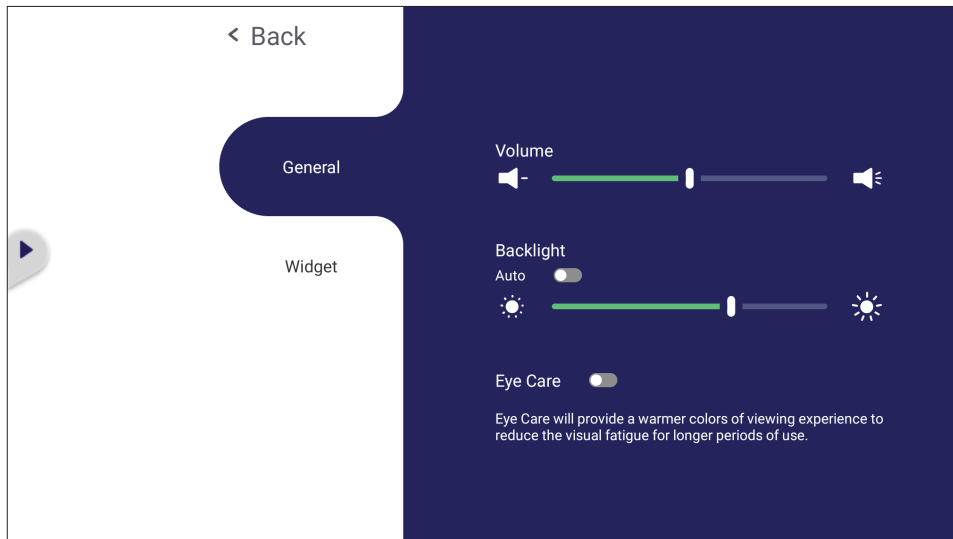 Back
General
Widget
Volume
Backlight
Auto
Eye Care
Eye Care will provide a warmer colors of viewing experience to
reduce the visual fatigue for longer periods of use.